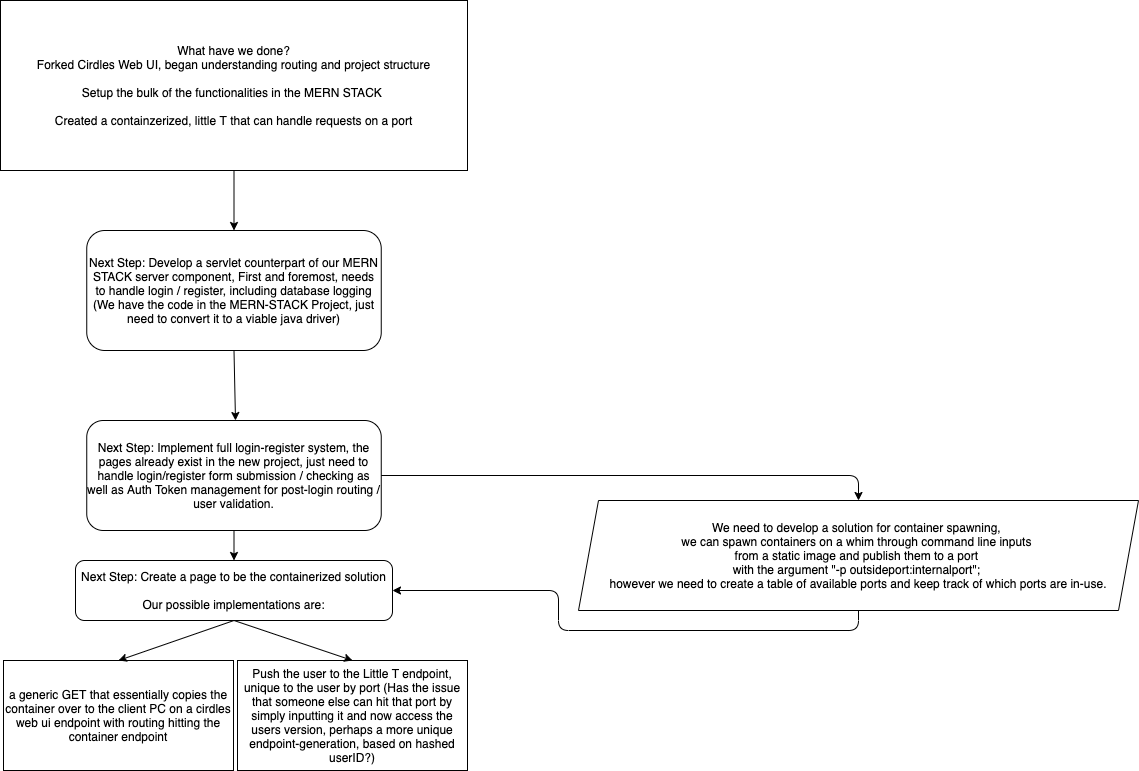 What have we done?
Forked Cirdles Web UI, began understanding routing and project structure
Setup the bulk of the functionalities in the MERN STACK
Created a containzerized, little T that can handle requests on a port
Next Step: Develop a servlet counterpart of our MERN
STACK server component, First and foremost, needs
to handle login / register, including database logging
(We have the code in the MERN-STACK Project, just
need to convert it to a viable java driver)
Next Step: Implement full login-register system, the
pages already exist in the new project, just need to
handle login/register form submission / checking as
well as Auth Token management for post-login routing /
user validation.
We need to develop a solution for container spawning,
we can spawn containers on a whim through command line inputs
from a static image and publish them to a port
with the argument "-p outsideport:internalport";
however we need to create a table of available ports and keep track of which ports are in-use.
Next Step: Create a page to be the containerized solution
Our possible implementations are:
a generic GET that essentially copies the
container over to the client PC on a cirdles
web ui endpoint with routing hitting the
container endpoint
Push the user to the Little T endpoint,
unique to the user by port (Has the issue
that someone else can hit that port by
simply inputting it and now access the
users version, perhaps a more unique
endpoint-generation, based on hashed
userID?)